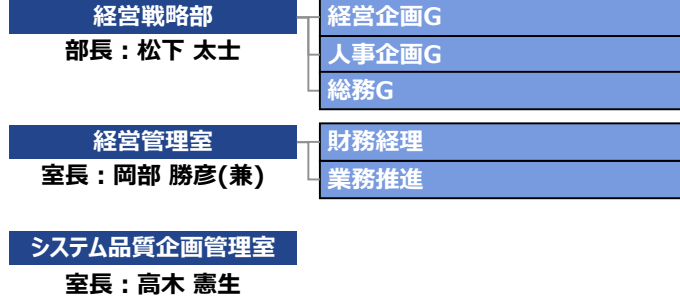 経営戦略部
部長：松下 太士
経営企画G
人事企画G
総務G
経営管理室
室長：岡部 勝彦(兼)
財務経理
業務推進
システム品質企画管理室
室長：高木 憲生